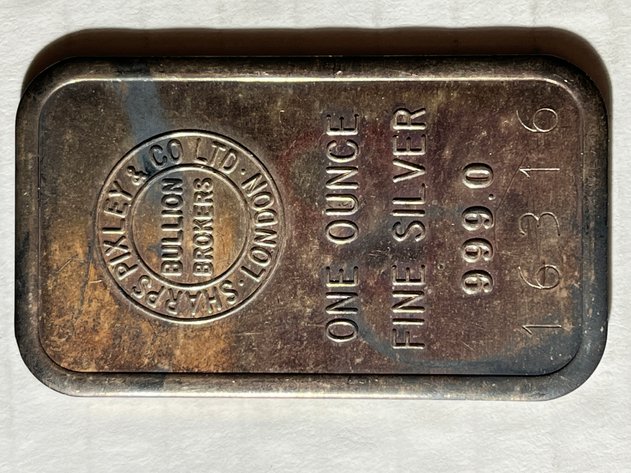 SHARPS PIXLEY & CO LTD · LONDON ·
BULLION
BROKERS
ONE OUNCE
FINE SILVER
999.0
16316